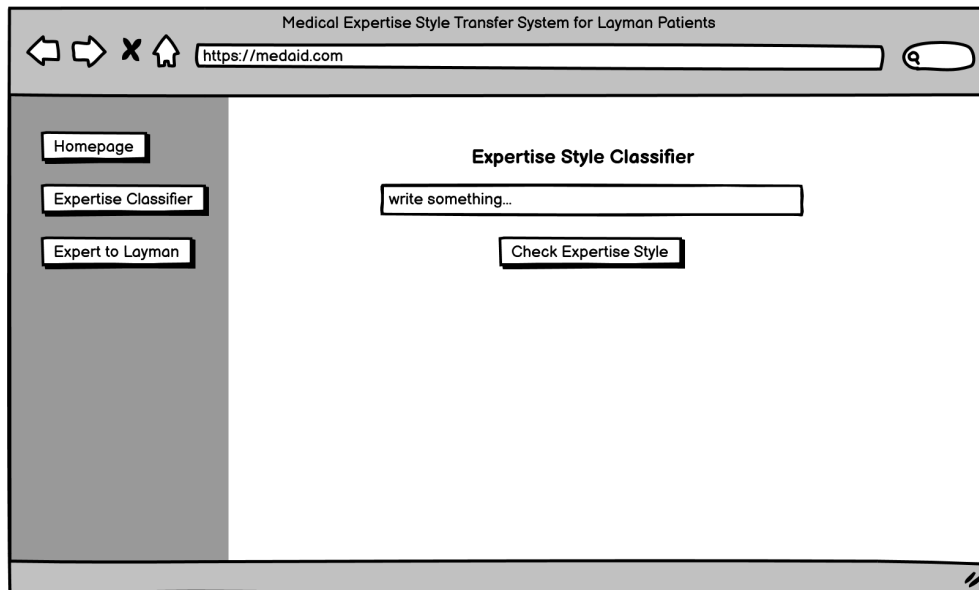 Medical Expertise Style Transfer System for Layman Patients
https://medaid.com
Homepage
Expertise Classifier
Expert to Layman
Expertise Style Classifier
write something...
Check Expertise Style